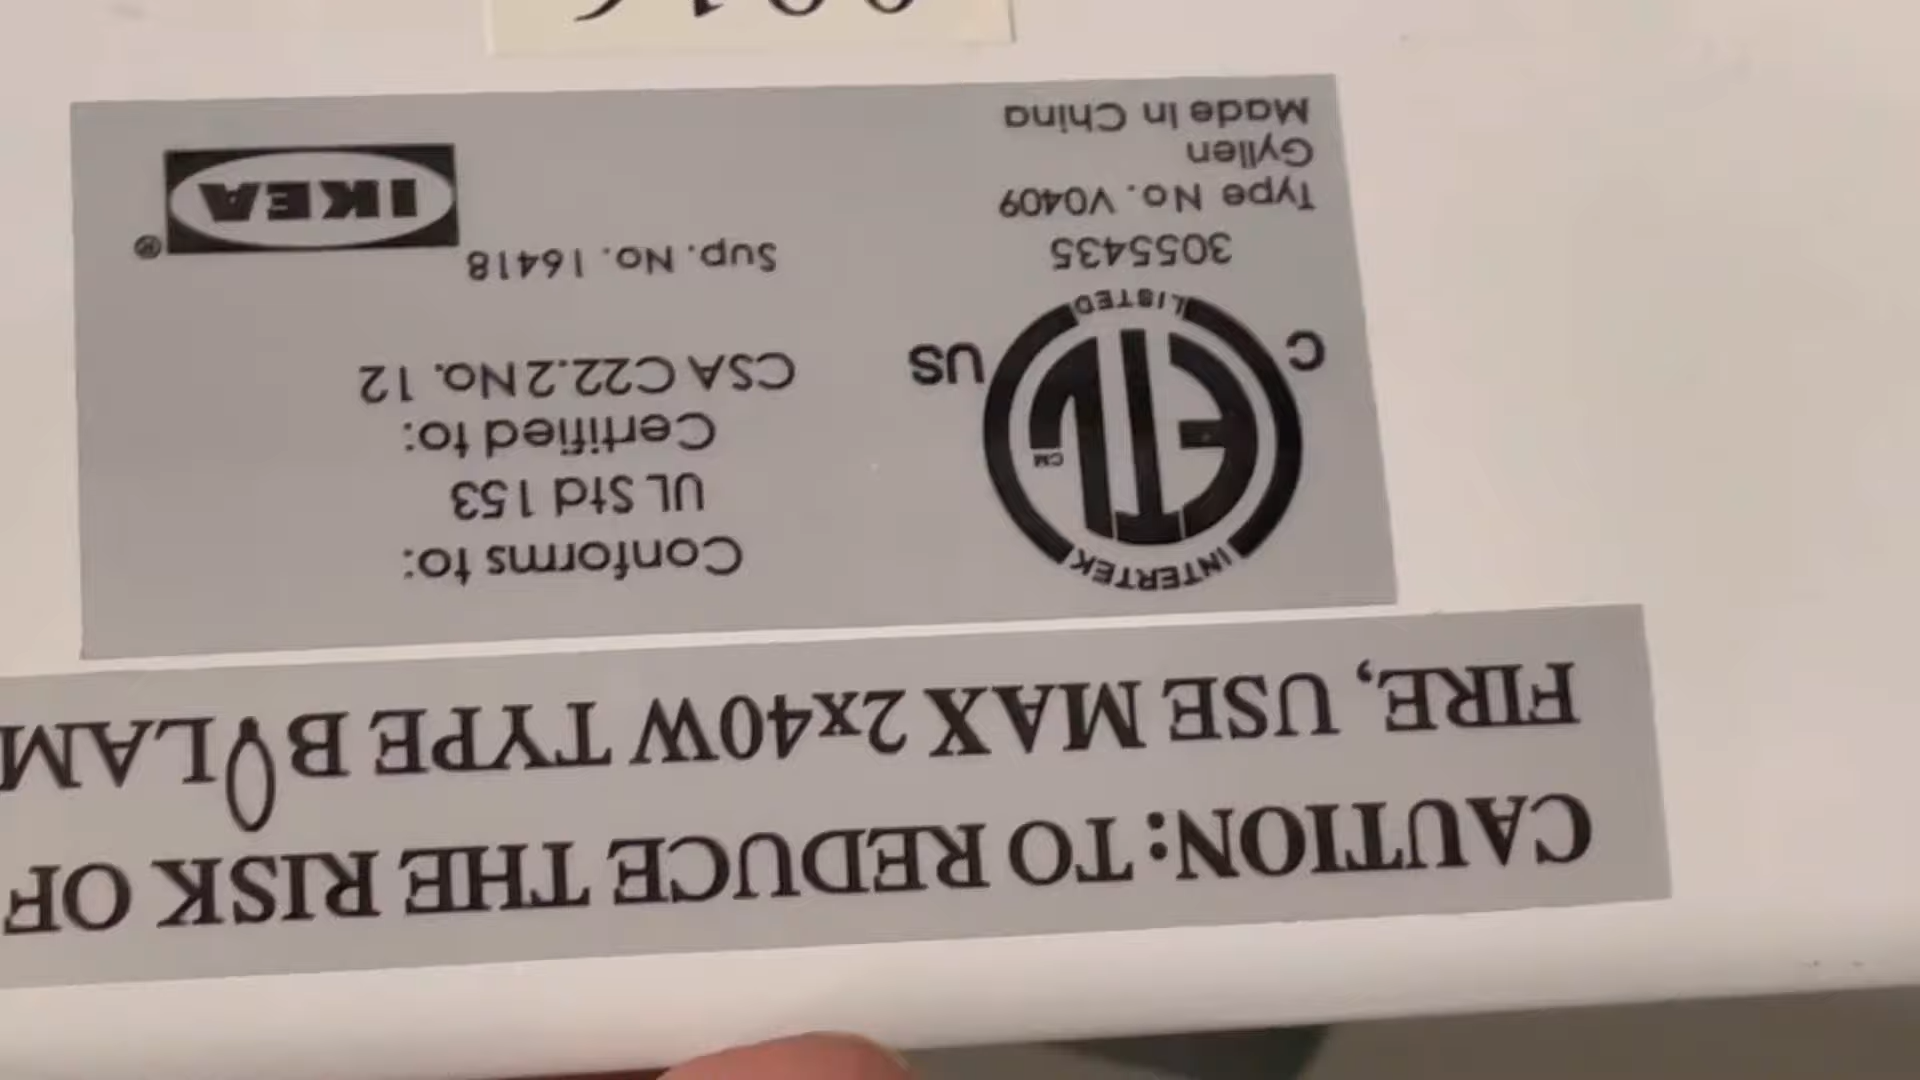 CAUTION: TO REDUCE THE RISK OF
FIRE, USE MAX 2x40W TYPE B LAM
INTERTEK
ETL
CM
C US
LISTED
3055435
Type No. V0409
Gyllen
Made In China
Conforms to:
UL Std 153
Certified to:
CSA C22.2 No. 12
Sup. No. 16418
IKEA®